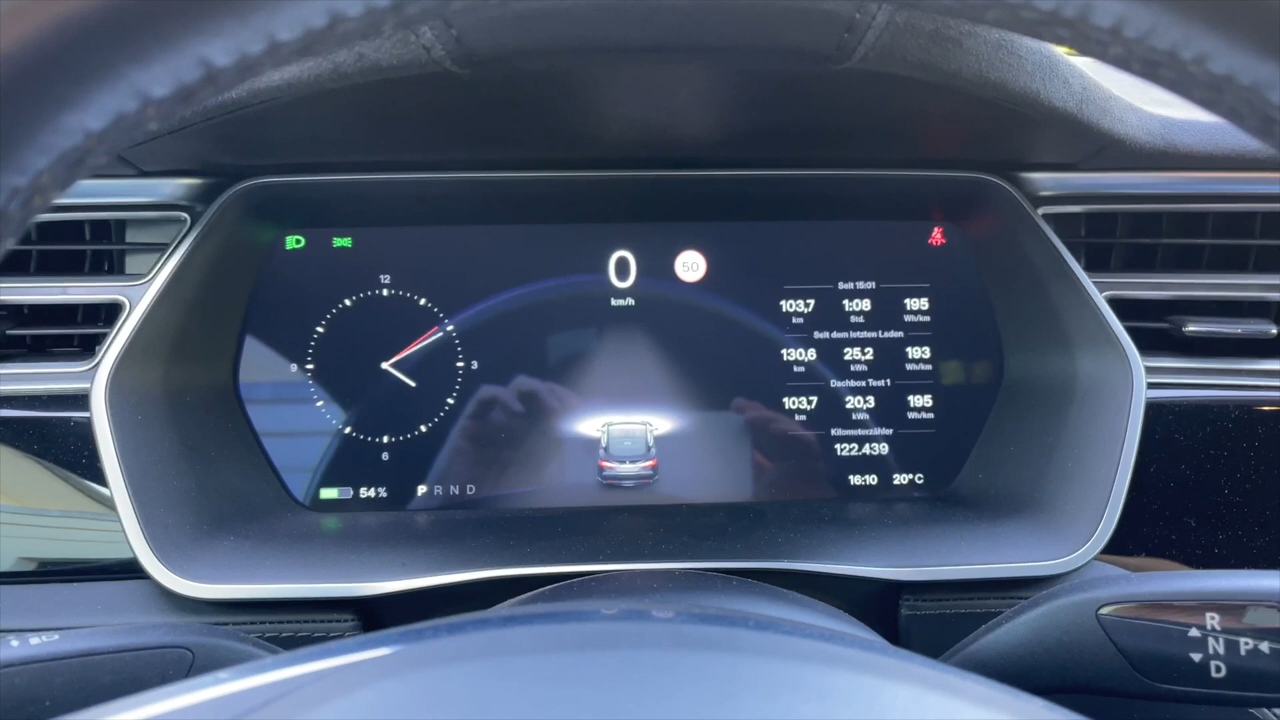 0
km/h
50
12
3
6
9
54%
P R N D
Seit 15:01
103,7 1:08 195
km Std. Wh/km
Seit dem letzten Laden
130,6 25,2 193
km kWh Wh/km
Dachbox Test 1
103,7 20,3 195
km kWh Wh/km
Kilometerzähler
122.439
16:10 20°C
R
N P
D